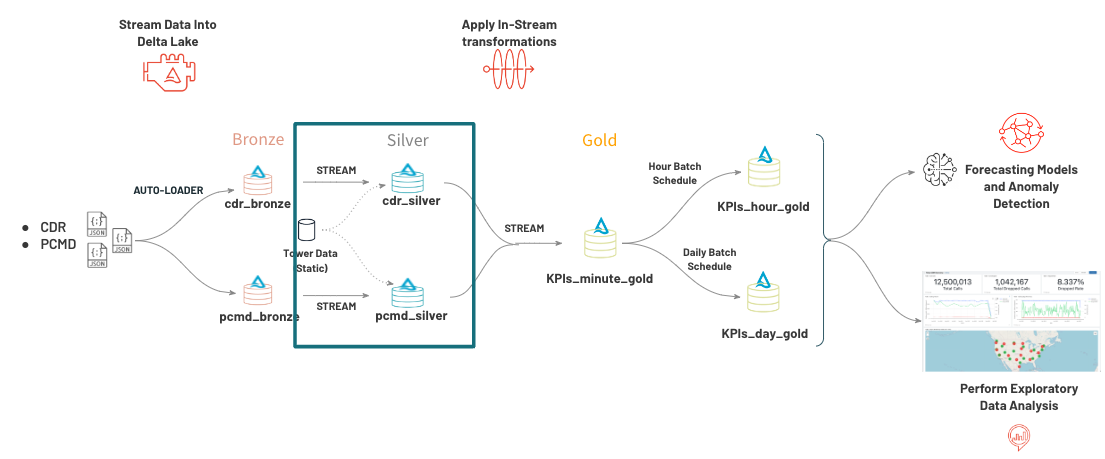 Stream Data Into
Delta Lake
Apply In-Stream
transformations
Bronze
Silver
Gold
AUTO-LOADER
STREAM
cdr_bronze
cdr_silver
● CDR
● PCMD
{;}
JSON
{;}
JSON
{;}
JSON
Tower Data
(Static)
STREAM
pcmd_bronze
pcmd_silver
STREAM
KPIs_minute_gold
Hour Batch
Schedule
KPIs_hour_gold
Daily Batch
Schedule
KPIs_day_gold
Forecasting Models
and Anomaly
Detection
12,500,013
Total Calls
1,042,167
Total Dropped Calls
8.337%
Dropped Rate
Perform Exploratory
Data Analysis